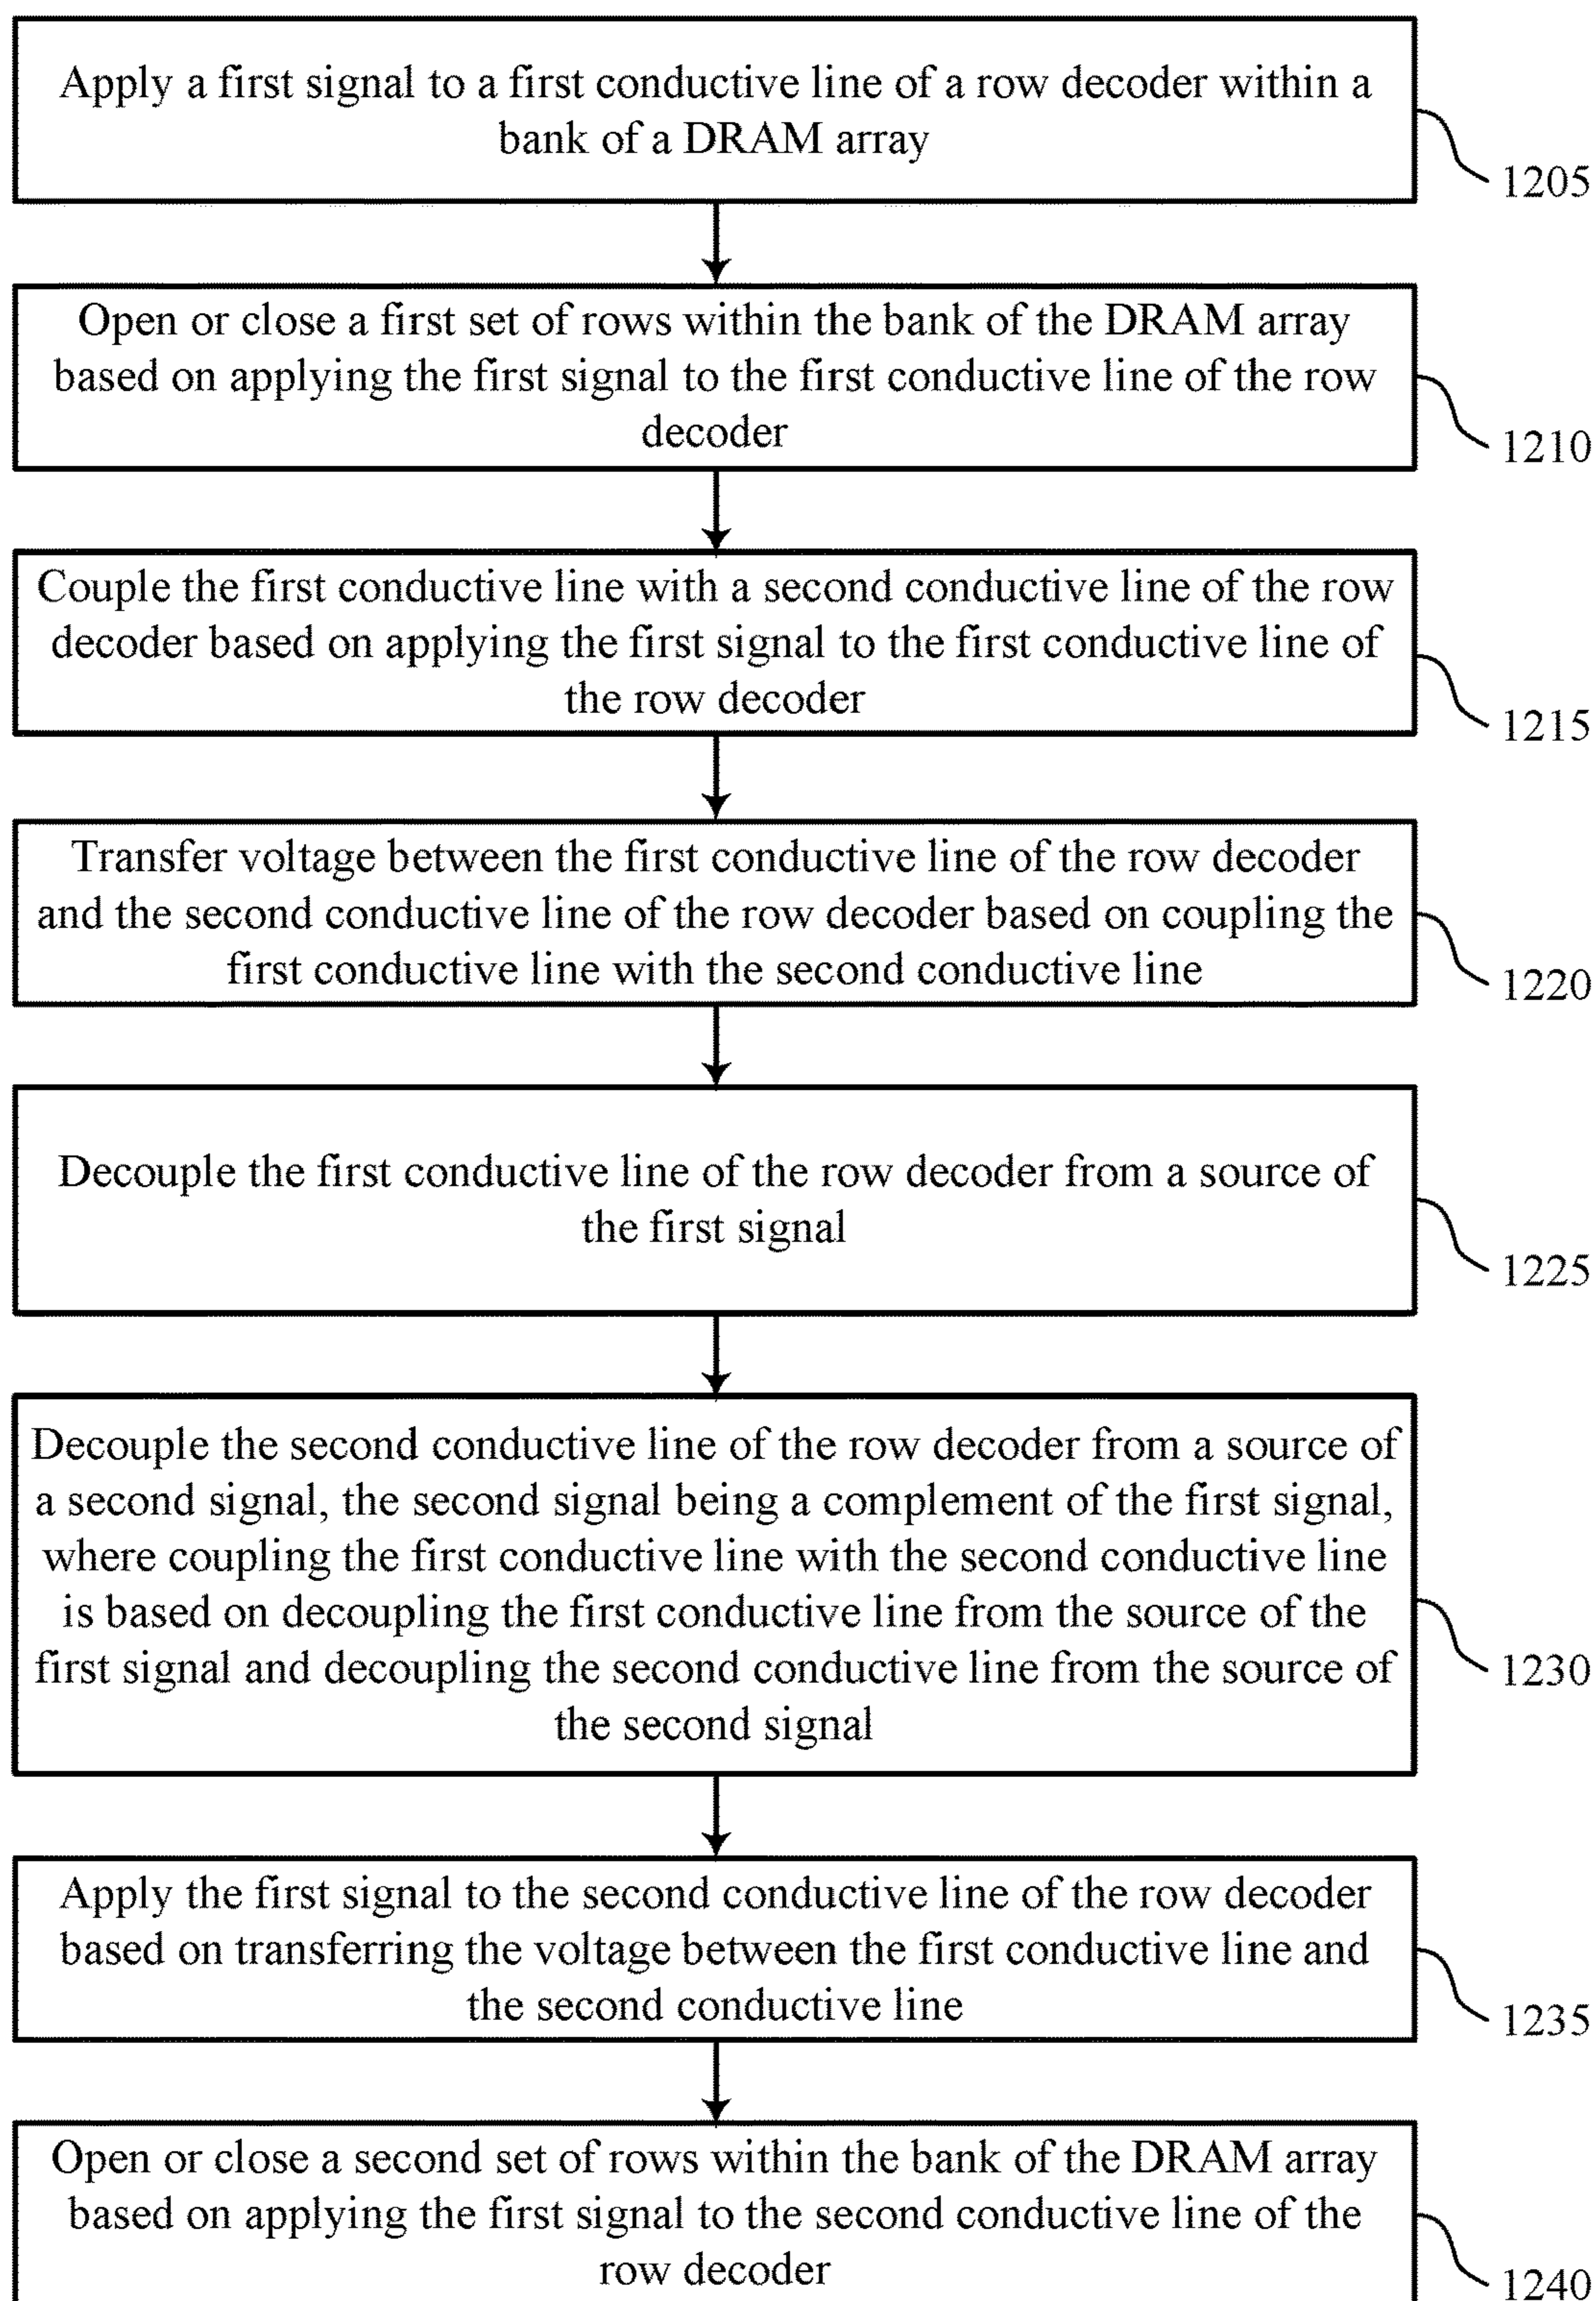 Apply a first signal to a first conductive line of a row decoder within a
bank of a DRAM array
1205
Open or close a first set of rows within the bank of the DRAM array
based on applying the first signal to the first conductive line of the row
decoder
1210
Couple the first conductive line with a second conductive line of the row
decoder based on applying the first signal to the first conductive line of
the row decoder
1215
Transfer voltage between the first conductive line of the row decoder
and the second conductive line of the row decoder based on coupling the
first conductive line with the second conductive line
1220
Decouple the first conductive line of the row decoder from a source of
the first signal
1225
Decouple the second conductive line of the row decoder from a source of
a second signal, the second signal being a complement of the first signal,
where coupling the first conductive line with the second conductive line
is based on decoupling the first conductive line from the source of the
first signal and decoupling the second conductive line from the source of
the second signal
1230
Apply the first signal to the second conductive line of the row decoder
based on transferring the voltage between the first conductive line and
the second conductive line
1235
Open or close a second set of rows within the bank of the DRAM array
based on applying the first signal to the second conductive line of the
row decoder
1240